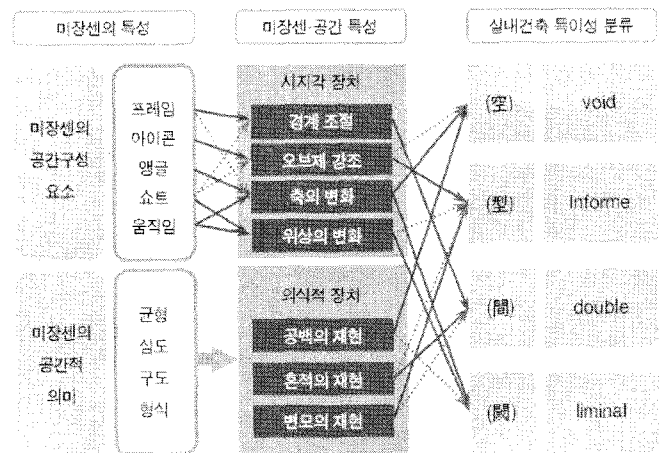 미장센의 특성
미장센·공간 특성
실내건축 특이성 분류
미장센의
공간구성
요소
프레임
아이콘
앵글
쇼트
움직임
시지각 장치
경계 조절
오브제 강조
축의 변화
위상의 변화
(空) void
(型) Informe
(間) double
(閾) liminal
미장센의
공간적
의미
균형
심도
구도
형식
의식적 장치
공백의 재현
흔적의 재현
변모의 재현